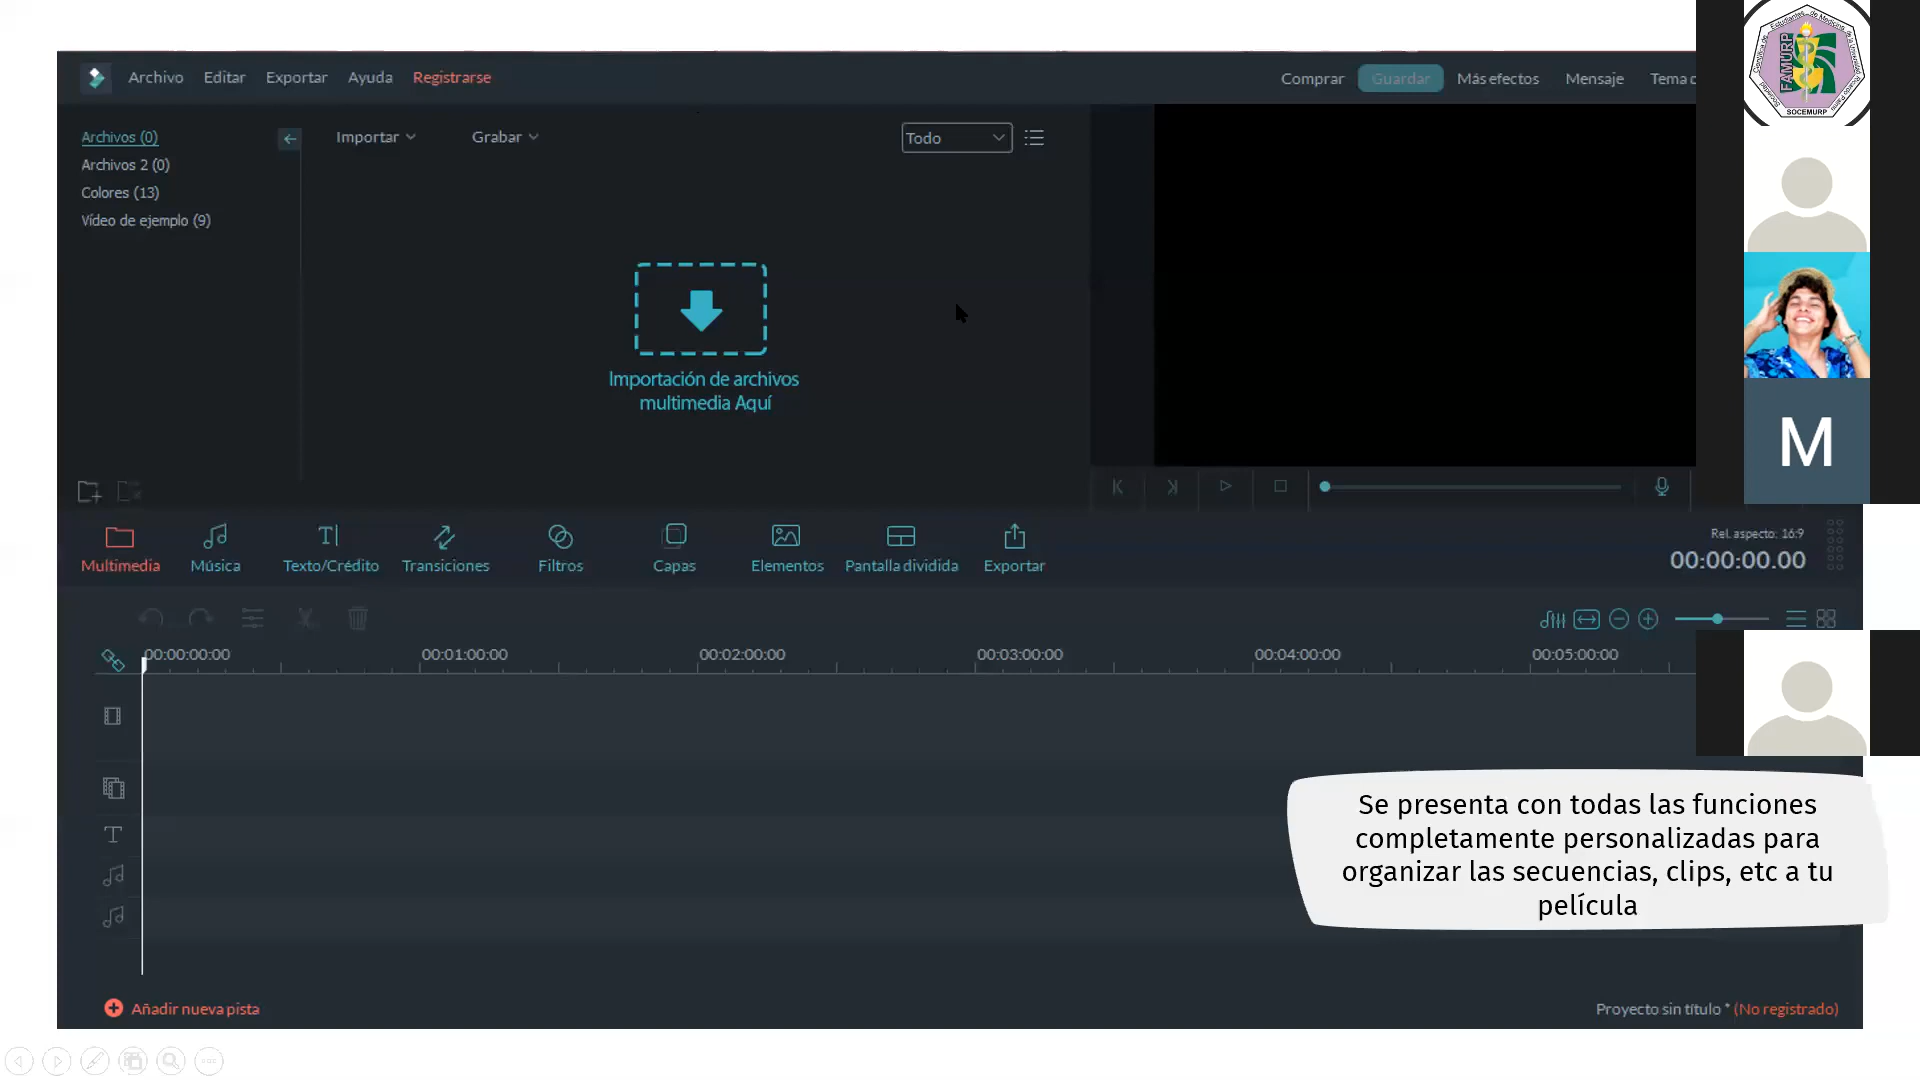 Archivo Editar Exportar Ayuda Registrarse
Comprar Guardar Más efectos Mensaje Tema
Archivos (0)
Archivos 2 (0)
Colores (13)
Vídeo de ejemplo (9)
Importar Grabar Todo
Importación de archivos
multimedia Aquí
Multimedia Música Texto/Crédito Transiciones Filtros Capas Elementos Pantalla dividida Exportar
Rel. aspecto: 16:9
00:00:00.00
00:00:00:00 00:01:00:00 00:02:00:00 00:03:00:00 00:04:00:00 00:05:00:00
Añadir nueva pista
Proyecto sin título * (No registrado)
Se presenta con todas las funciones
completamente personalizadas para
organizar las secuencias, clips, etc a tu
película
FAMURP
SOCEMURP
M